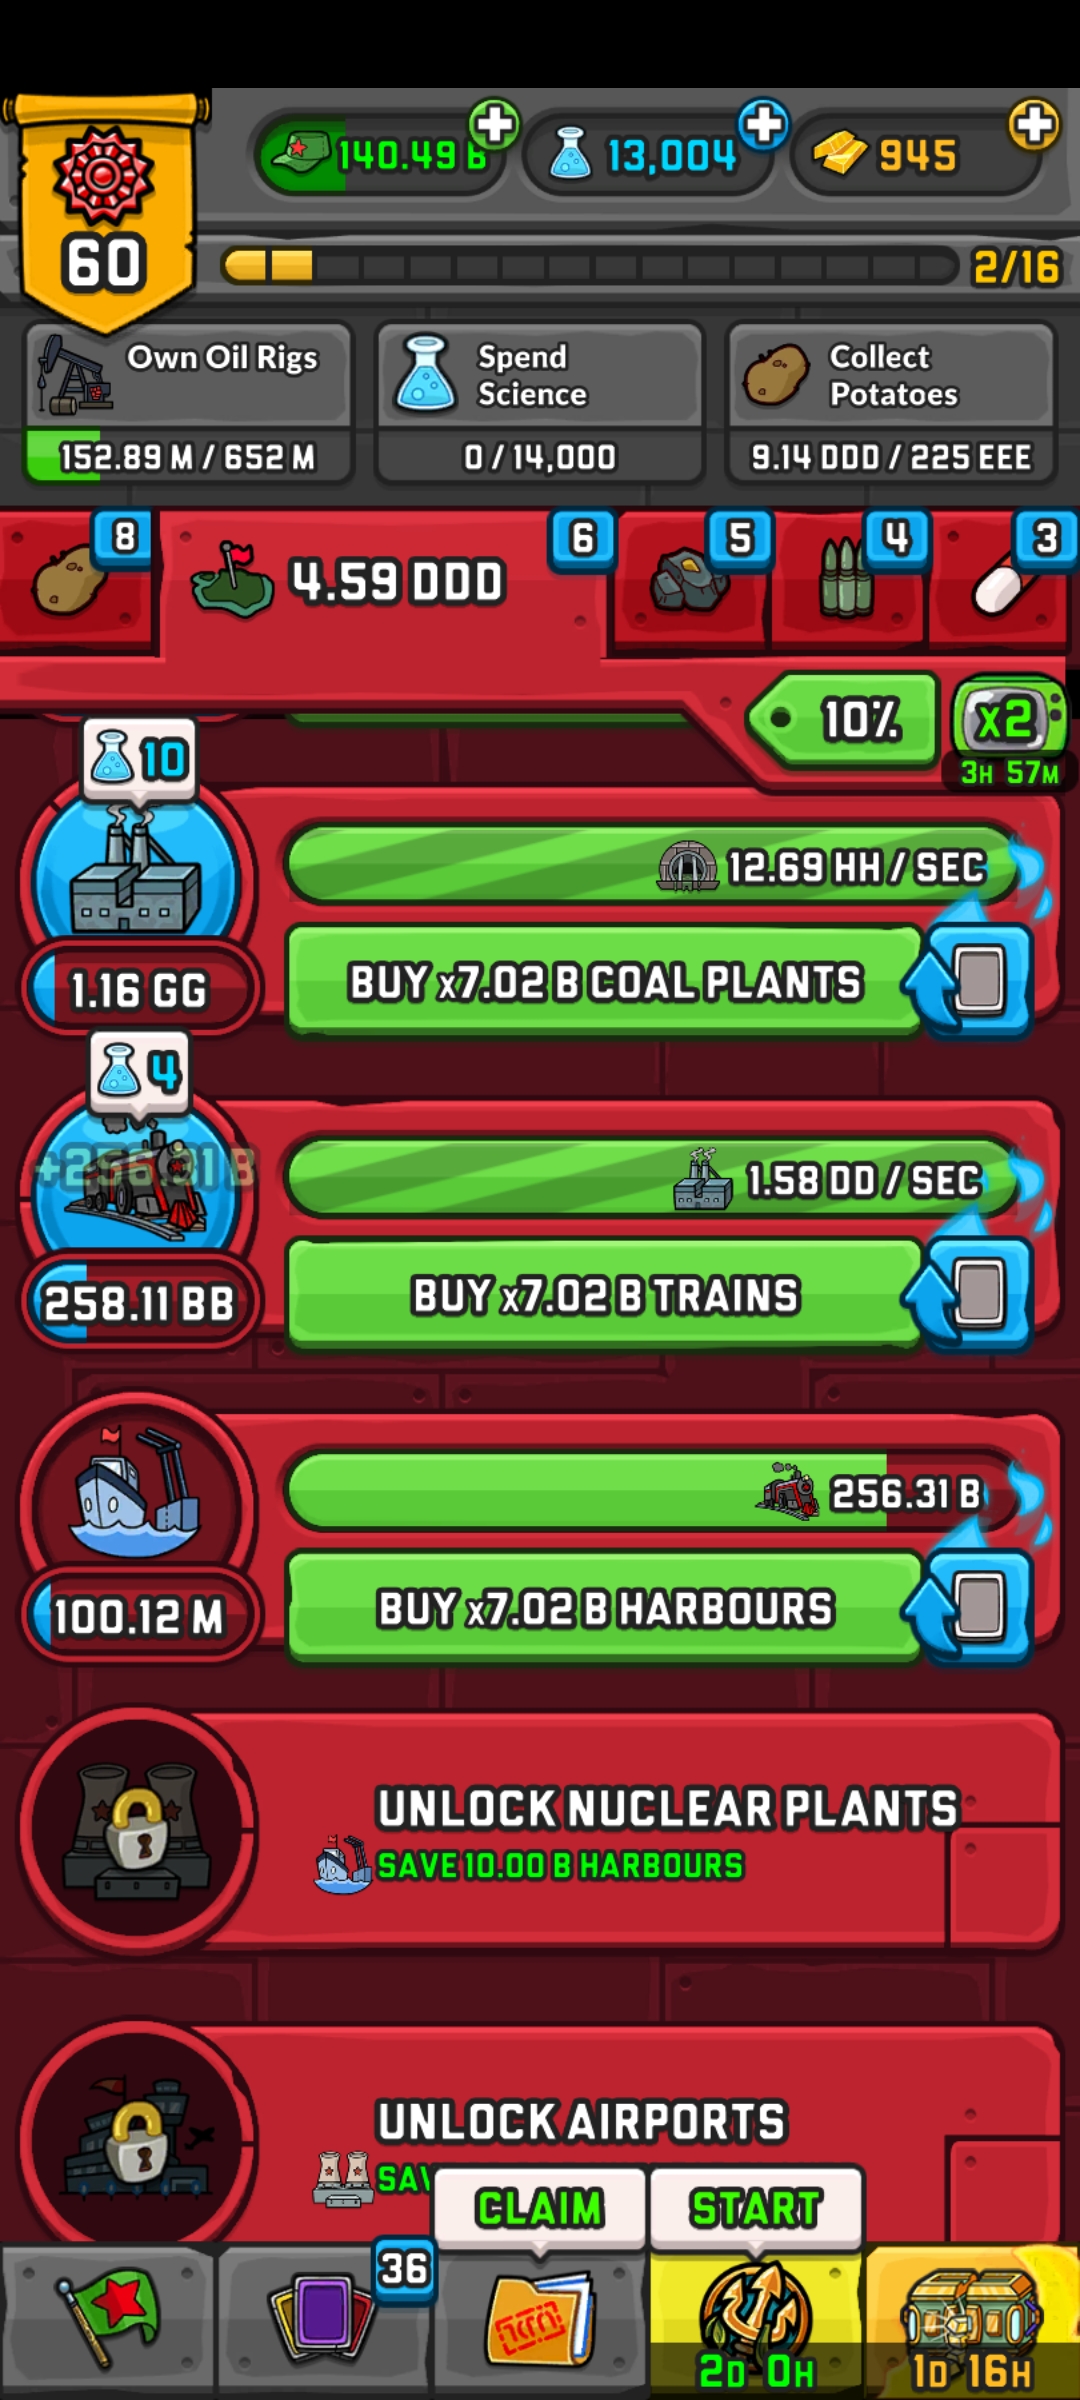 140.49 B
13,004
945
60
2/16
Own Oil Rigs
152.89 M / 652 M
Spend
Science
0 / 14,000
Collect
Potatoes
9.14 DDD / 225 EEE
8
4.59 DDD
6
5
4
3
10%
x2
3H 57M
10
12.69 HH / SEC
1.16 GG
BUY x7.02 B COAL PLANTS
4
+256.31 B
1.58 DD / SEC
258.11 BB
BUY x7.02 B TRAINS
256.31 B
100.12 M
BUY x7.02 B HARBOURS
UNLOCK NUCLEAR PLANTS
SAVE 10.00 B HARBOURS
UNLOCK AIRPORTS
CLAIM
START
36
2D 0H
1D 16H